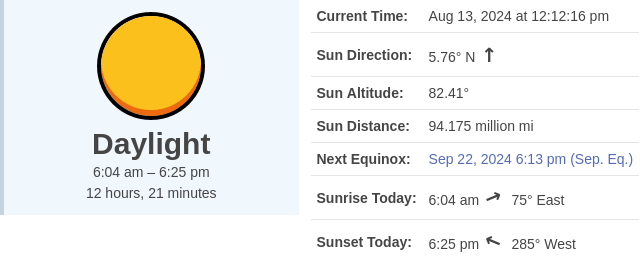 Daylight
6:04 am – 6:25 pm
12 hours, 21 minutes
Current Time: Aug 13, 2024 at 12:12:16 pm
Sun Direction: 5.76° N ↑
Sun Altitude: 82.41°
Sun Distance: 94.175 million mi
Next Equinox: Sep 22, 2024 6:13 pm (Sep. Eq.)
Sunrise Today: 6:04 am ↑ 75° East
Sunset Today: 6:25 pm ↑ 285° West